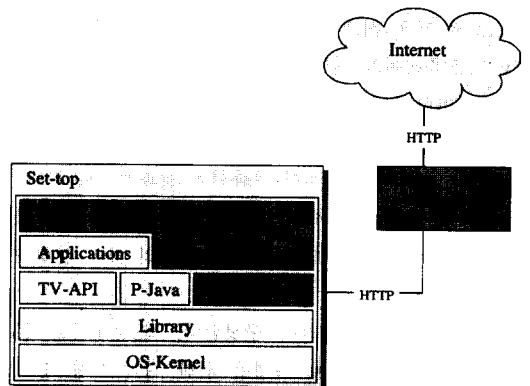 Internet
HTTP
Set-top
Applications
TV-API
P-Java
HTTP
Library
OS-Kernel